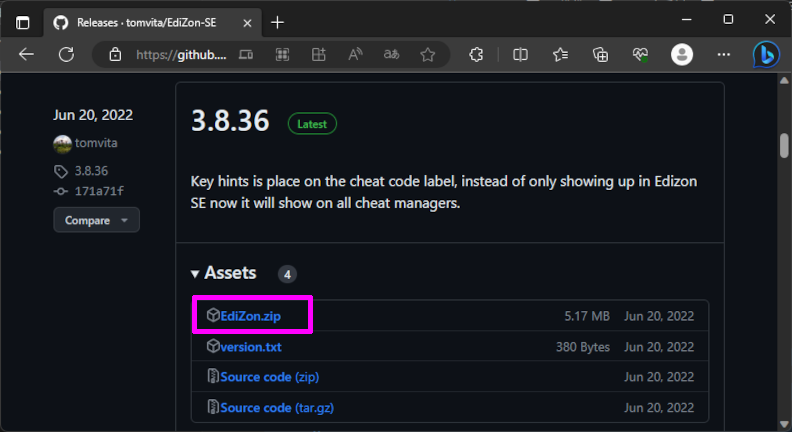 Releases · tomvita/EdiZon-SE
https://github....
Jun 20, 2022
tomvita
3.8.36
171a71f
Compare
3.8.36 Latest
Key hints is place on the cheat code label, instead of only showing up in Edizon
SE now it will show on all cheat managers.
Assets 4
EdiZon.zip 5.17 MB Jun 20, 2022
version.txt 380 Bytes Jun 20, 2022
Source code (zip) Jun 20, 2022
Source code (tar.gz) Jun 20, 2022